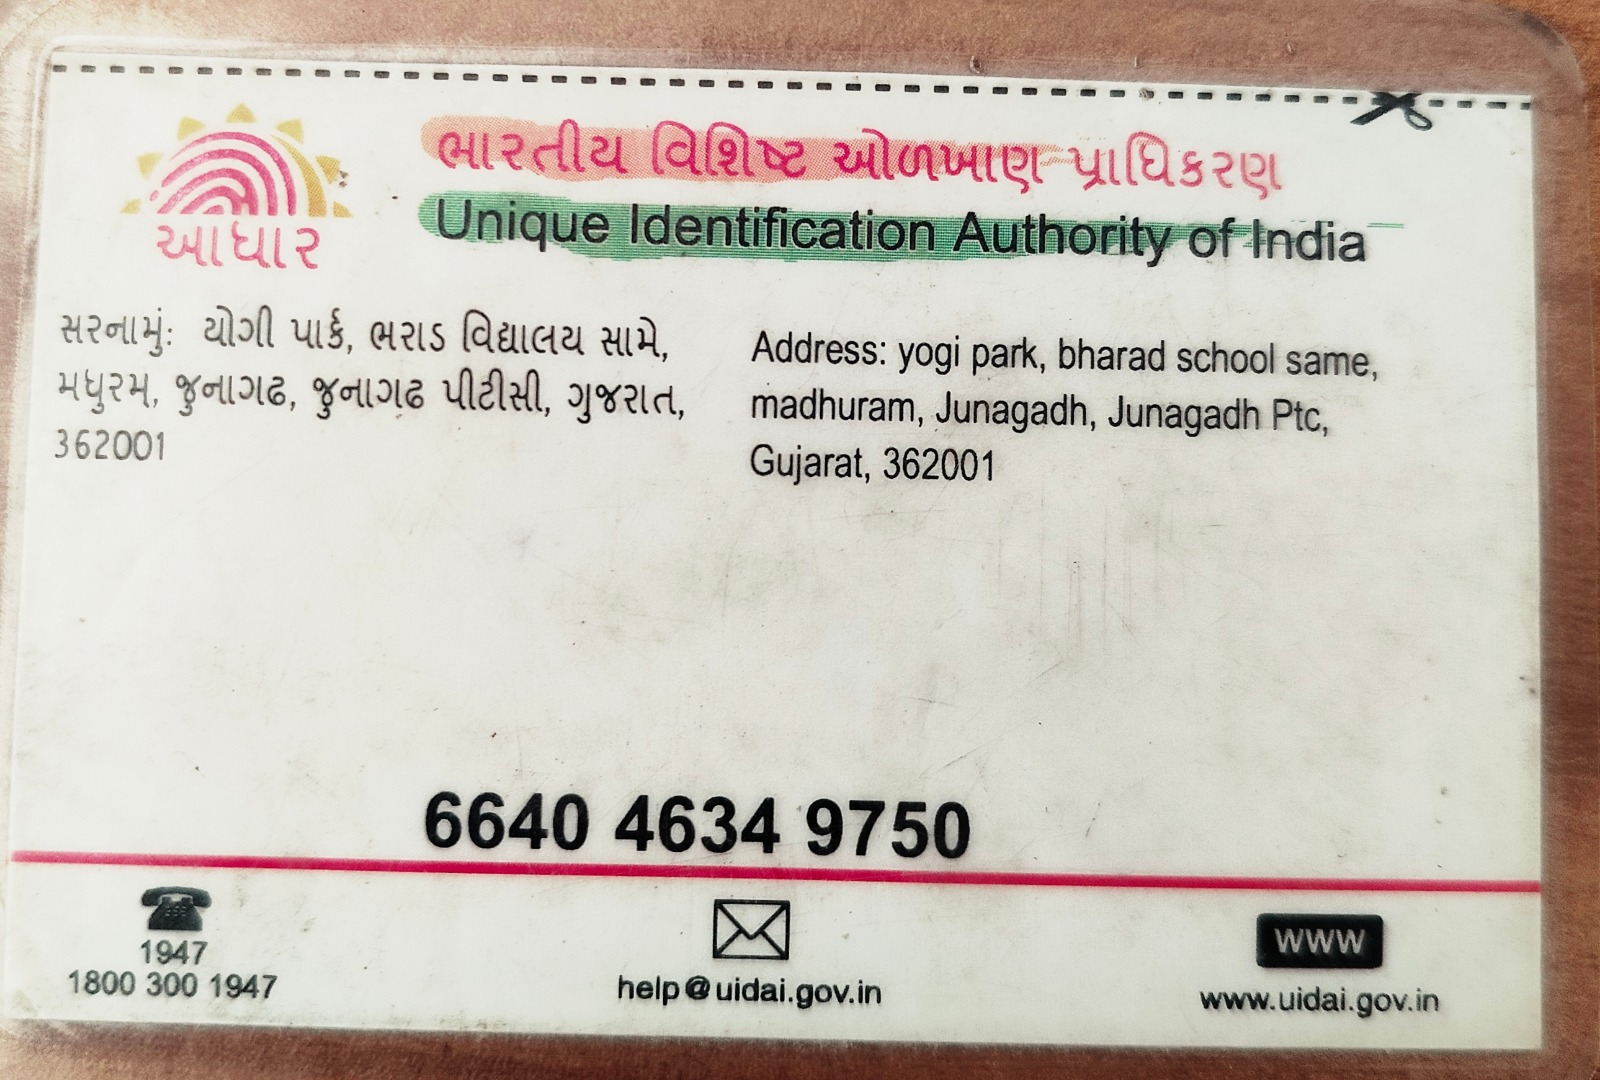 ભારતીય વિશિષ્ટ ઓળખાણ પ્રાધિકરણ
Unique Identification Authority of India
આધાર
સરનામું: યોગી પાર્ક, ભરાડ વિદ્યાલય સામે,
મધુરમ, જુનાગઢ, જુનાગઢ પીટીસી, ગુજરાત,
362001
Address: yogi park, bharad school same,
madhuram, Junagadh, Junagadh Ptc,
Gujarat, 362001
6640 4634 9750
1947
1800 300 1947
help@uidai.gov.in
WWW
www.uidai.gov.in